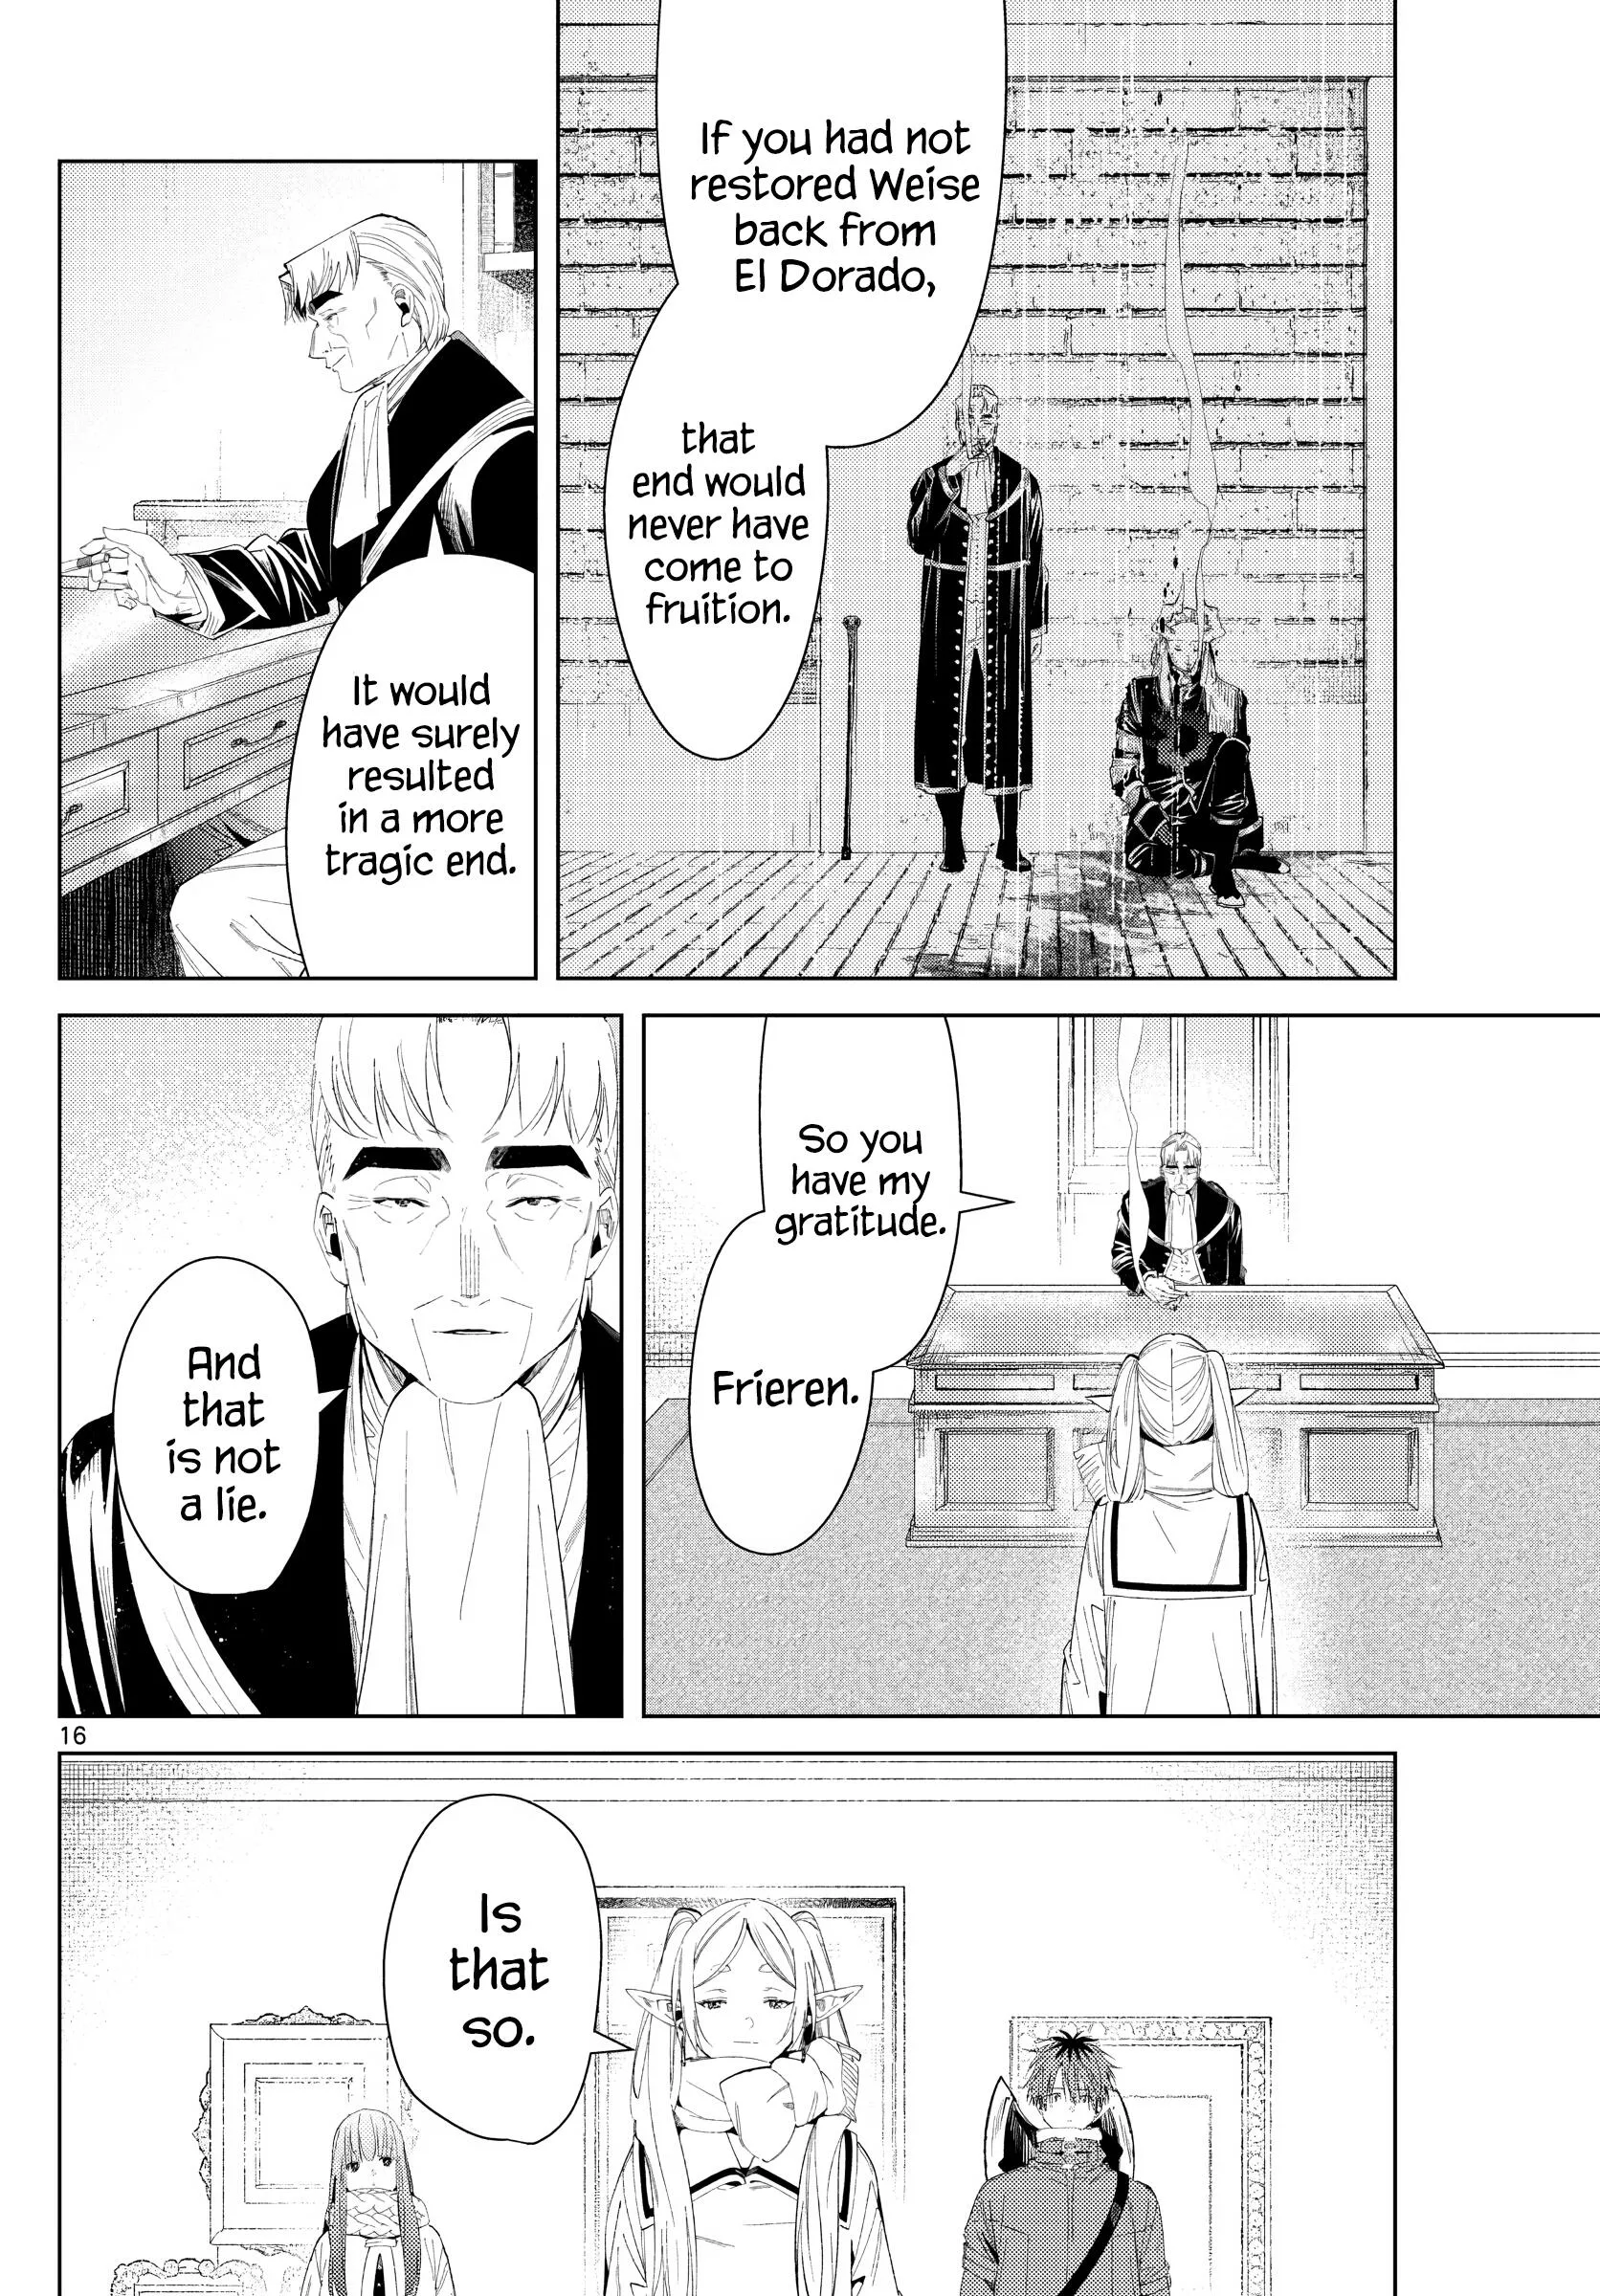 If you had not
restored Weise
back from
El Dorado,
that
end would
never have
come to
fruition.
It would
have surely
resulted
in a more
tragic end.
So you
have my
gratitude.
Frieren.
And
that
is not
a lie.
16
Is
that
so.